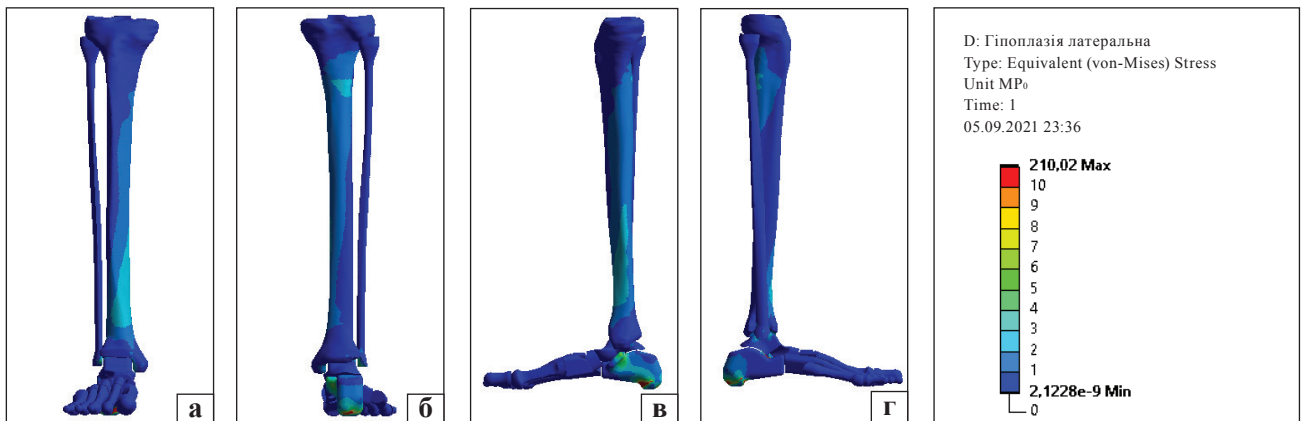 а
б
в
г
D: Гіпоплазія латеральна
Type: Equivalent (von-Mises) Stress
Unit MP₀
Time: 1
05.09.2021 23:36
210,02 Max
10
9
8
7
6
5
4
3
2
1
2,1228e-9 Min
0